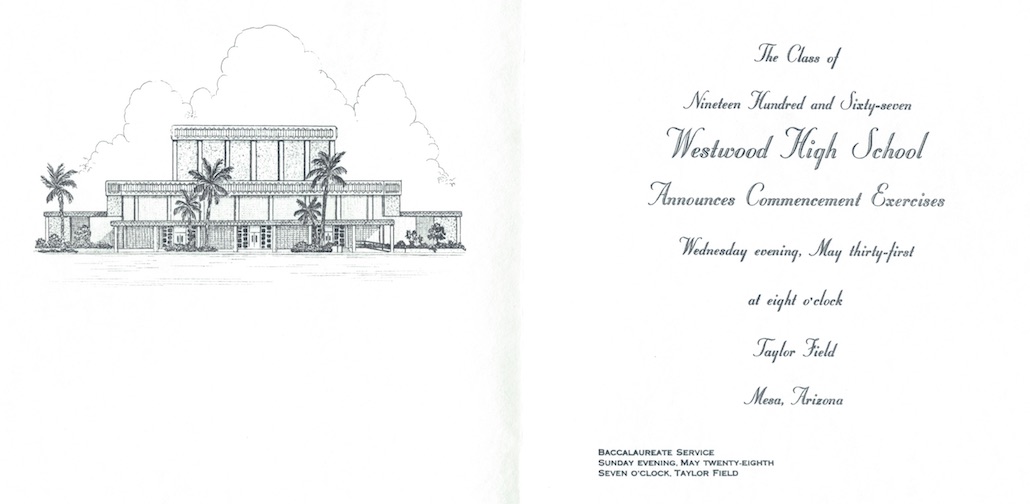 The Class of
Nineteen Hundred and Sixty-seven
Westwood High School
Announces Commencement Exercises
Wednesday evening, May thirty-first
at eight o'clock
Taylor Field
Mesa, Arizona
BACCALAUREATE SERVICE
SUNDAY EVENING, MAY TWENTY-EIGHTH
SEVEN O'CLOCK, TAYLOR FIELD